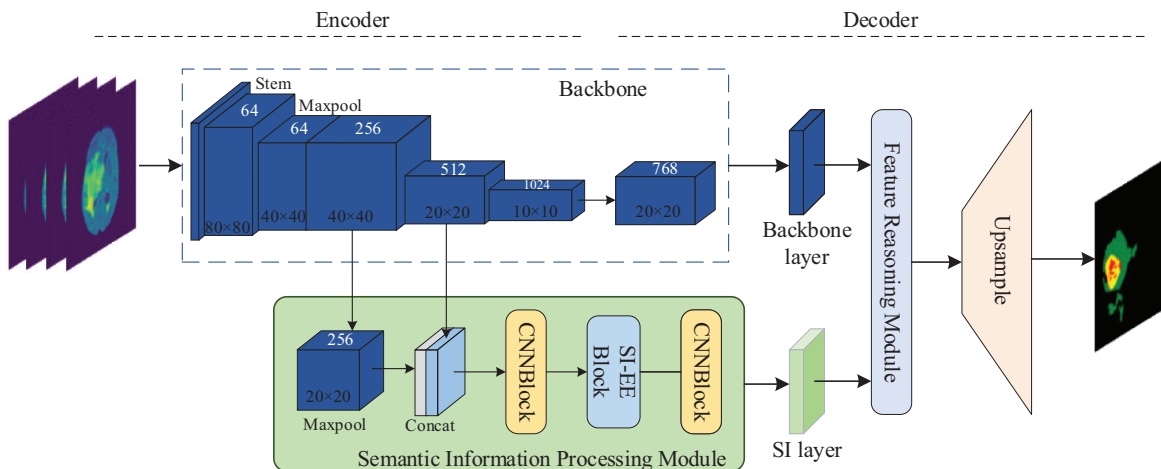 Encoder
Decoder
Stem
Backbone
64
Maxpool
64
256
512
1024
768
80×80
40×40
40×40
20×20
10×10
20×20
Backbone
layer
Feature Reasoning Module
Upsample
256
20×20
Maxpool
Concat
CNNBlock
SI-EE
Block
CNNBlock
SI layer
Semantic Information Processing Module